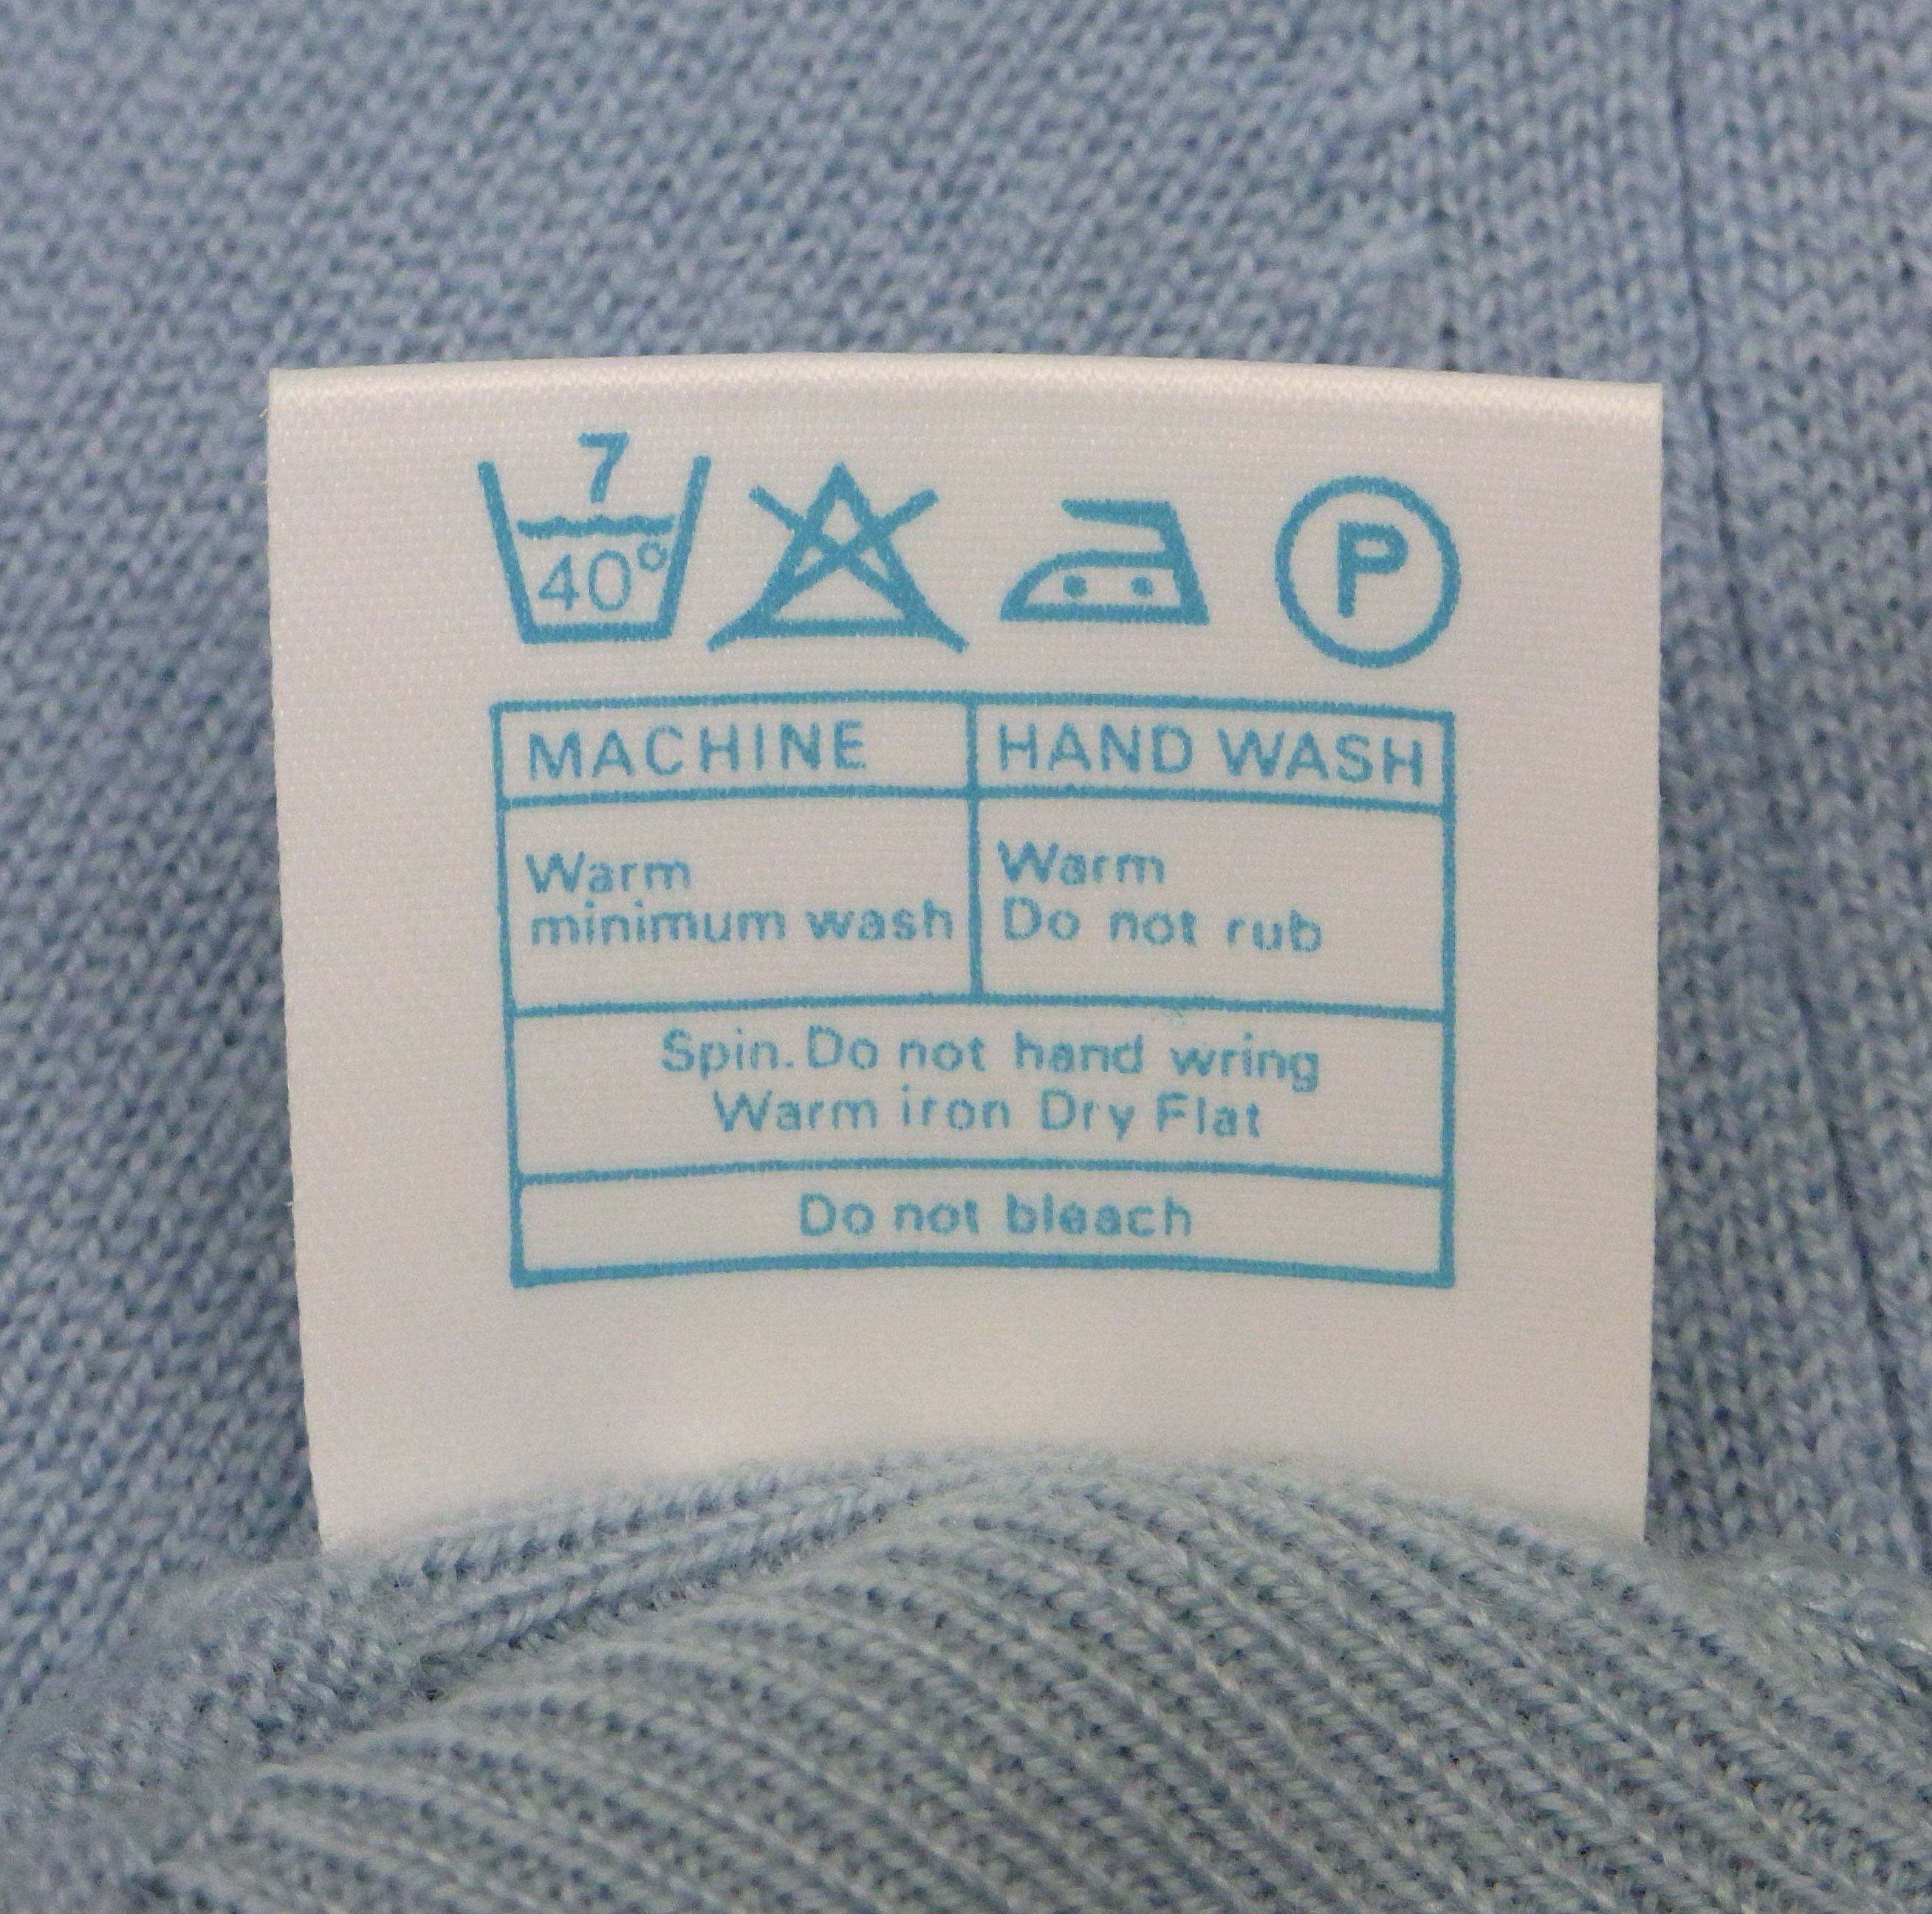 7
40°
P
MACHINE HAND WASH
Warm
minimum wash
Warm
Do not rub
Spin. Do not hand wring
Warm iron Dry Flat
Do not bleach